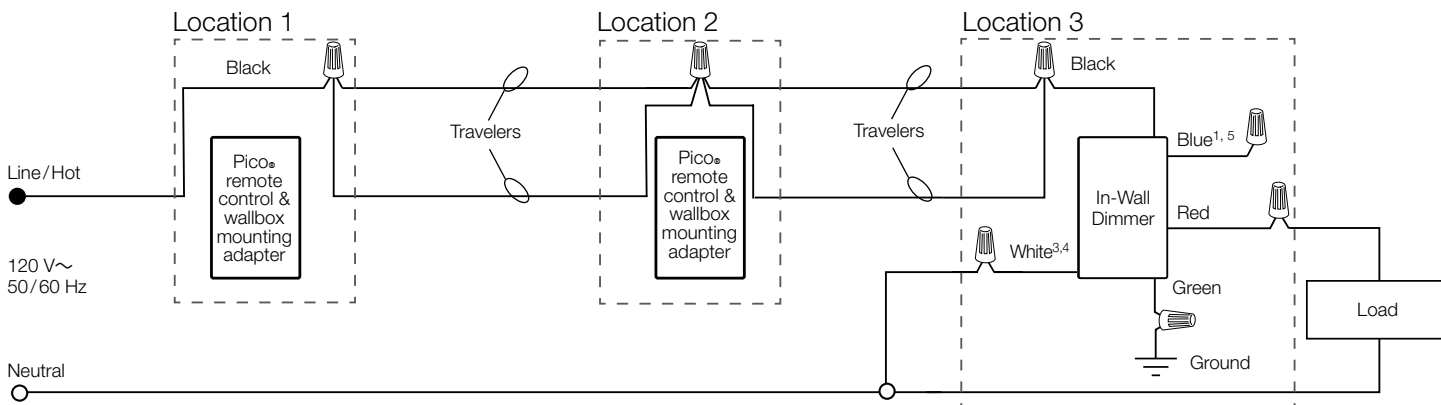 Location 1
Location 2
Location 3
Black
Black
Travelers
Travelers
Line/Hot
Pico®
remote
control &
wallbox
mounting
adapter
Pico®
remote
control &
wallbox
mounting
adapter
In-Wall
Dimmer
Blue1, 5
Red
White3,4
Green
120 V~
50/60 Hz
Load
Ground
Neutral